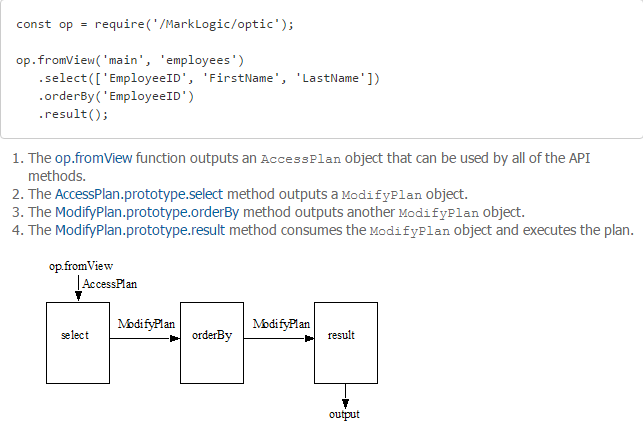 const op = require('/MarkLogic/optic');
op.fromView('main', 'employees')
.select(['EmployeeID', 'FirstName', 'LastName'])
.orderBy('EmployeeID')
.result();
1. The op.fromView function outputs an AccessPlan object that can be used by all of the API
methods.
2. The AccessPlan.prototype.select method outputs a ModifyPlan object.
3. The ModifyPlan.prototype.orderBy method outputs another ModifyPlan object.
4. The ModifyPlan.prototype.result method consumes the ModifyPlan object and executes the plan.
op.fromView
AccessPlan
select
ModifyPlan
orderBy
ModifyPlan
result
output